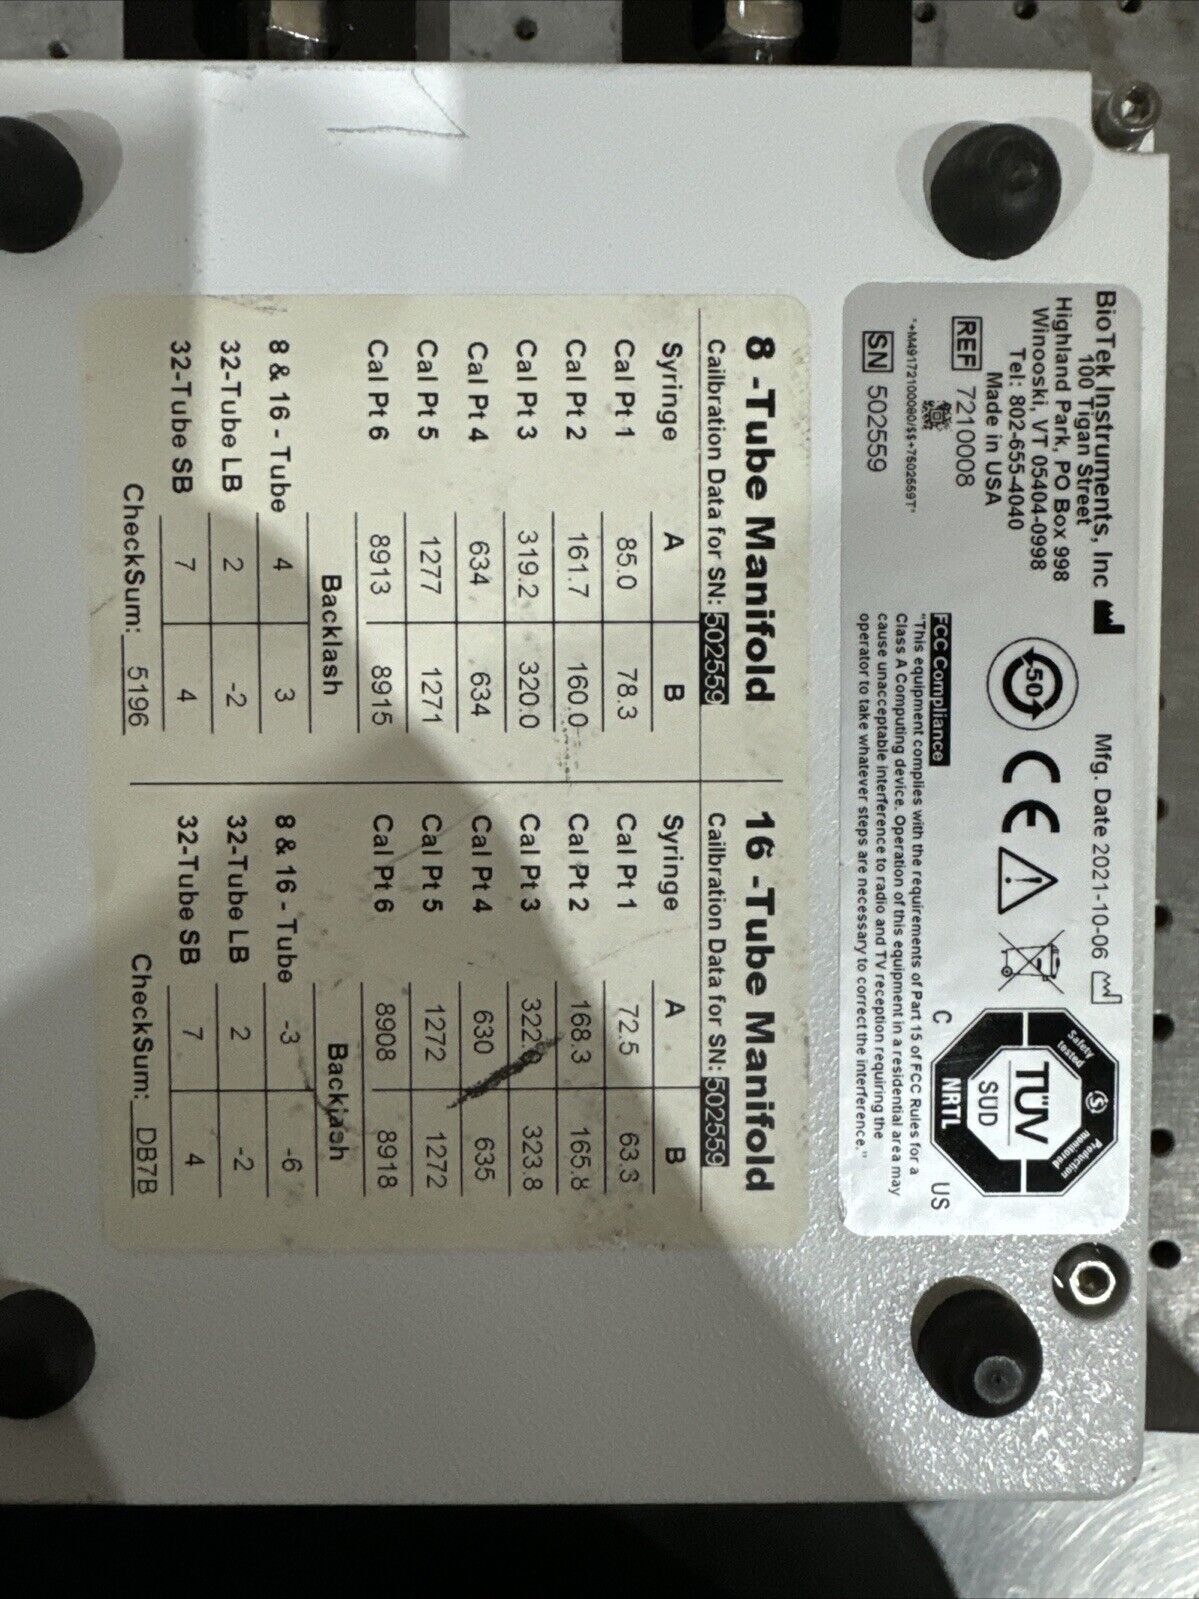 BioTek Instruments, Inc
100 Tigan Street
Highland Park, PO Box 998
Winooski, VT 05404-0998
Tel: 802-655-4040
Made in USA
REF 7210008
SN 502559
Mfg. Date 2021-10-06
50
CE
C US
TÜV
SUD
NRTL
Safety tested
Production monitored
FCC Compliance
"This equipment complies with the requirements of Part 15 of FCC Rules for a
Class A Computing device. Operation of this equipment in a residential area may
cause unacceptable interference to radio and TV reception requiring the
operator to take whatever steps are necessary to correct the interference."
8 -Tube Manifold
Cailbration Data for SN: 502559
Syringe A B
Cal Pt 1 85.0 78.3
Cal Pt 2 161.7 160.0
Cal Pt 3 319.2 320.0
Cal Pt 4 634 634
Cal Pt 5 1277 1271
Cal Pt 6 8913 8915
Backlash
8 & 16 - Tube 4 3
32-Tube LB 2 -2
32-Tube SB 7 4
CheckSum: 5196
16 -Tube Manifold
Cailbration Data for SN: 502559
Syringe A B
Cal Pt 1 72.5 63.3
Cal Pt 2 168.3 165.8
Cal Pt 3 323.8
Cal Pt 4 630 635
Cal Pt 5 1272 1272
Cal Pt 6 8908 8918
Backlash
8 & 16 - Tube -3 -6
32-Tube LB 2 -2
32-Tube SB 7 4
CheckSum: DB7B